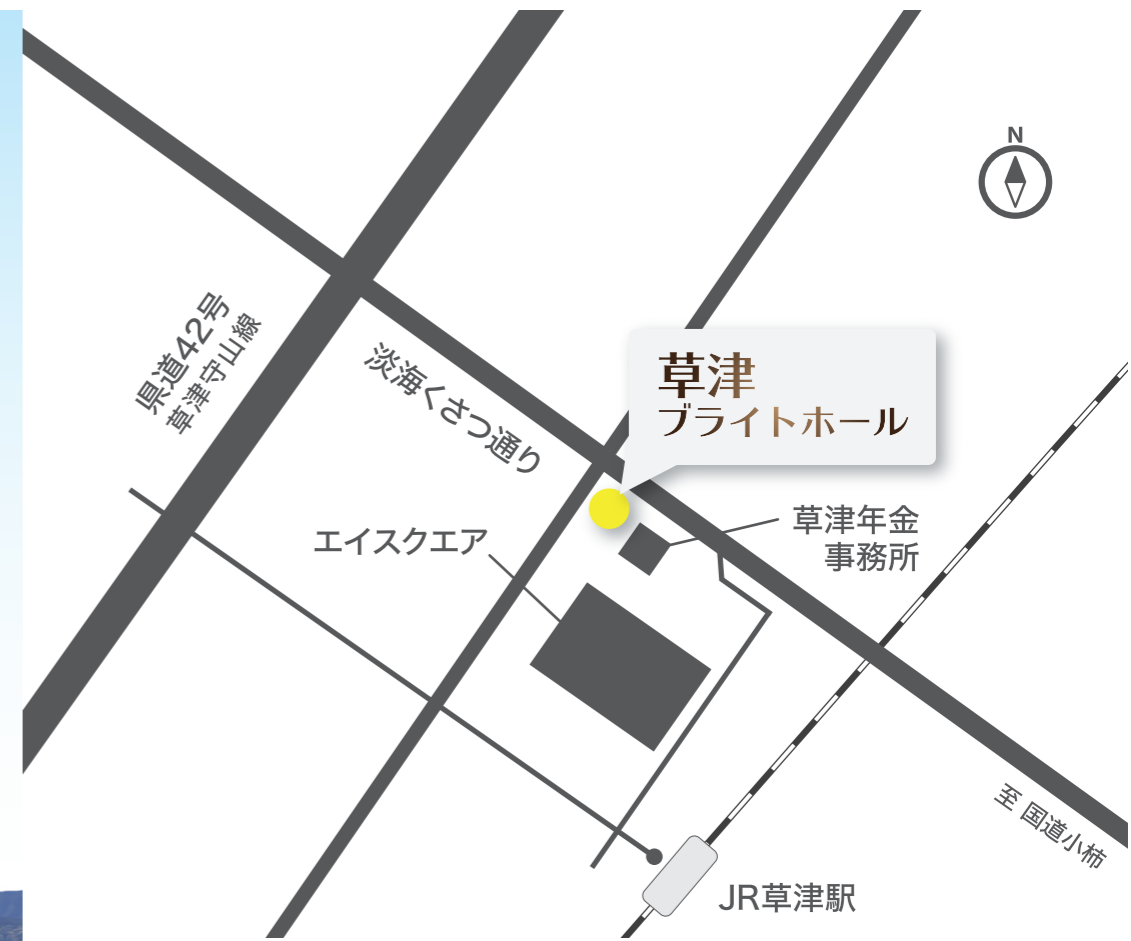 N
県道42号
草津守山線
淡海くさつ通り
草津
ブライトホール
エイスクエア
草津年金
事務所
至 国道小柿
JR草津駅